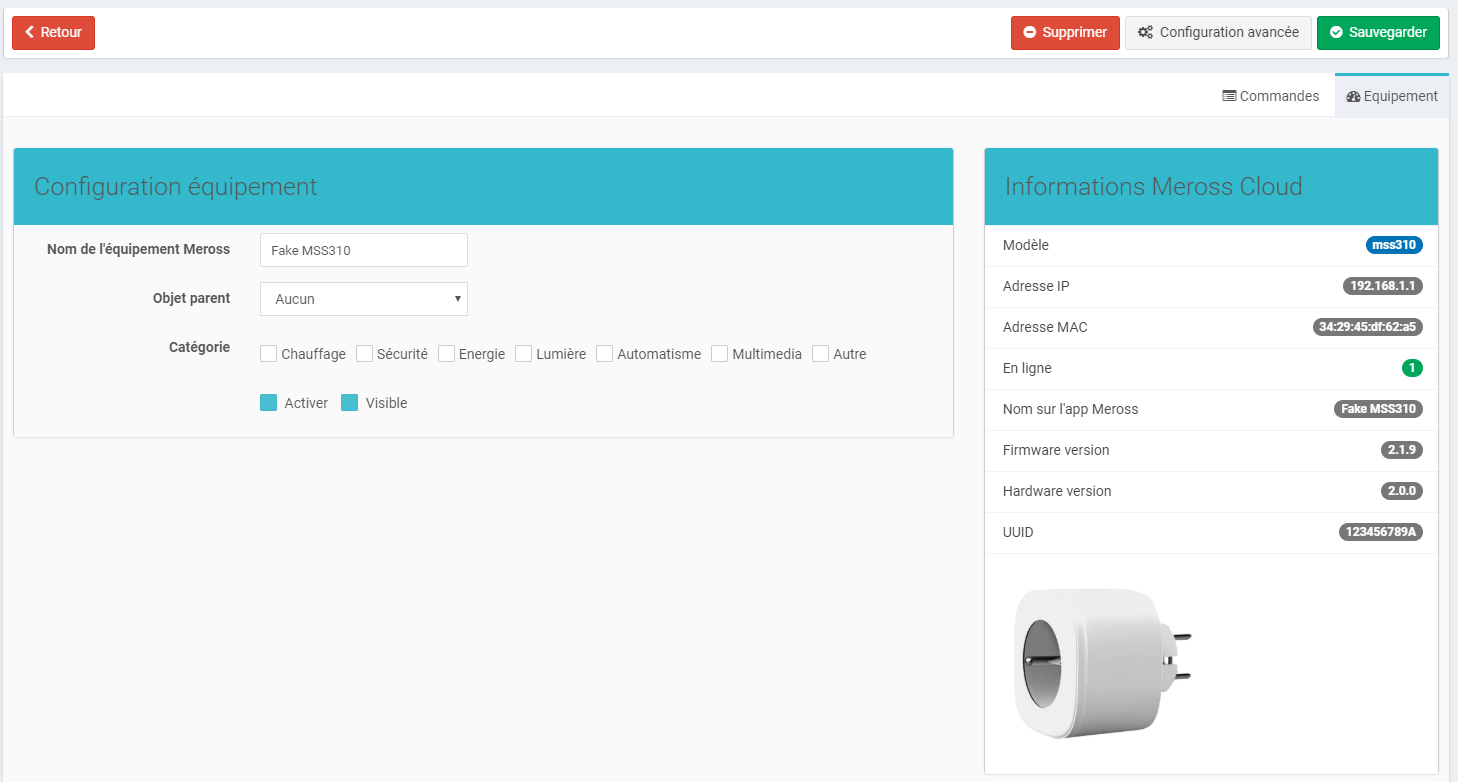 Retour
Supprimer
Configuration avancée
Sauvegarder
Commandes
Equipement
Configuration équipement
Nom de l'équipement Meross Fake MSS310
Objet parent Aucun
Catégorie Chauffage Sécurité Energie Lumière Automatisme Multimedia Autre
Activer Visible
Informations Meross Cloud
Modèle mss310
Adresse IP 192.168.1.1
Adresse MAC 34:29:45:df:62:a5
En ligne 1
Nom sur l'app Meross Fake MSS310
Firmware version 2.1.9
Hardware version 2.0.0
UUID 123456789A